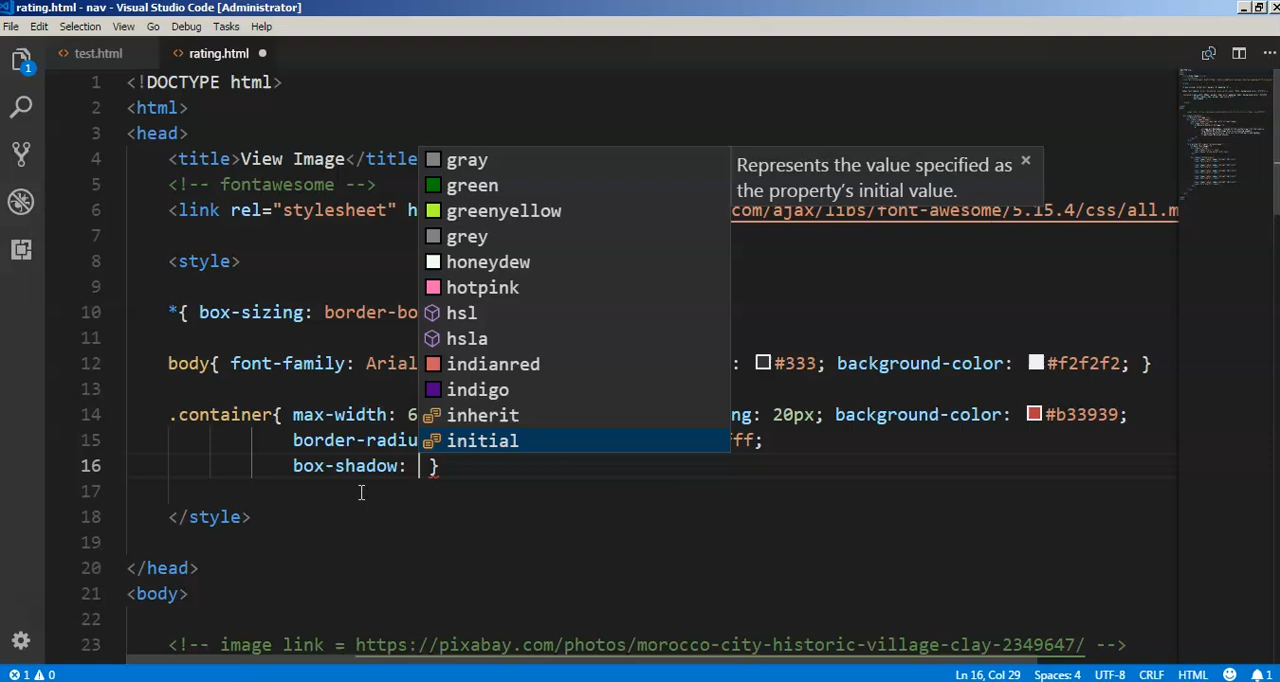 rating.html - nav - Visual Studio Code [Administrator]
File Edit Selection View Go Debug Tasks Help
1 test.html rating.html
1 <!DOCTYPE html>
2 <html>
3 <head>
4 <title>View Image</title
5 <!-- fontawesome -->
6 <link rel="stylesheet" h com/ajax/libs/font-awesome/5.15.4/css/all.m
7
8 <style>
9
10 *{ box-sizing: border-bo
11
12 body{ font-family: Arial : #333; background-color: #f2f2f2; }
13
14 .container{ max-width: 6 ng: 20px; background-color: #b33939;
15 border-radiu ff;
16 box-shadow: }
17
18 </style>
19
20 </head>
21 <body>
22
23 <!-- image link = https://pixabay.com/photos/morocco-city-historic-village-clay-2349647/ -->
gray
green
greenyellow
grey
honeydew
hotpink
hsl
hsla
indianred
indigo
inherit
initial
Represents the value specified as
the property's initial value.
1 0 Ln 16, Col 29 Spaces: 4 UTF-8 CRLF HTML 1